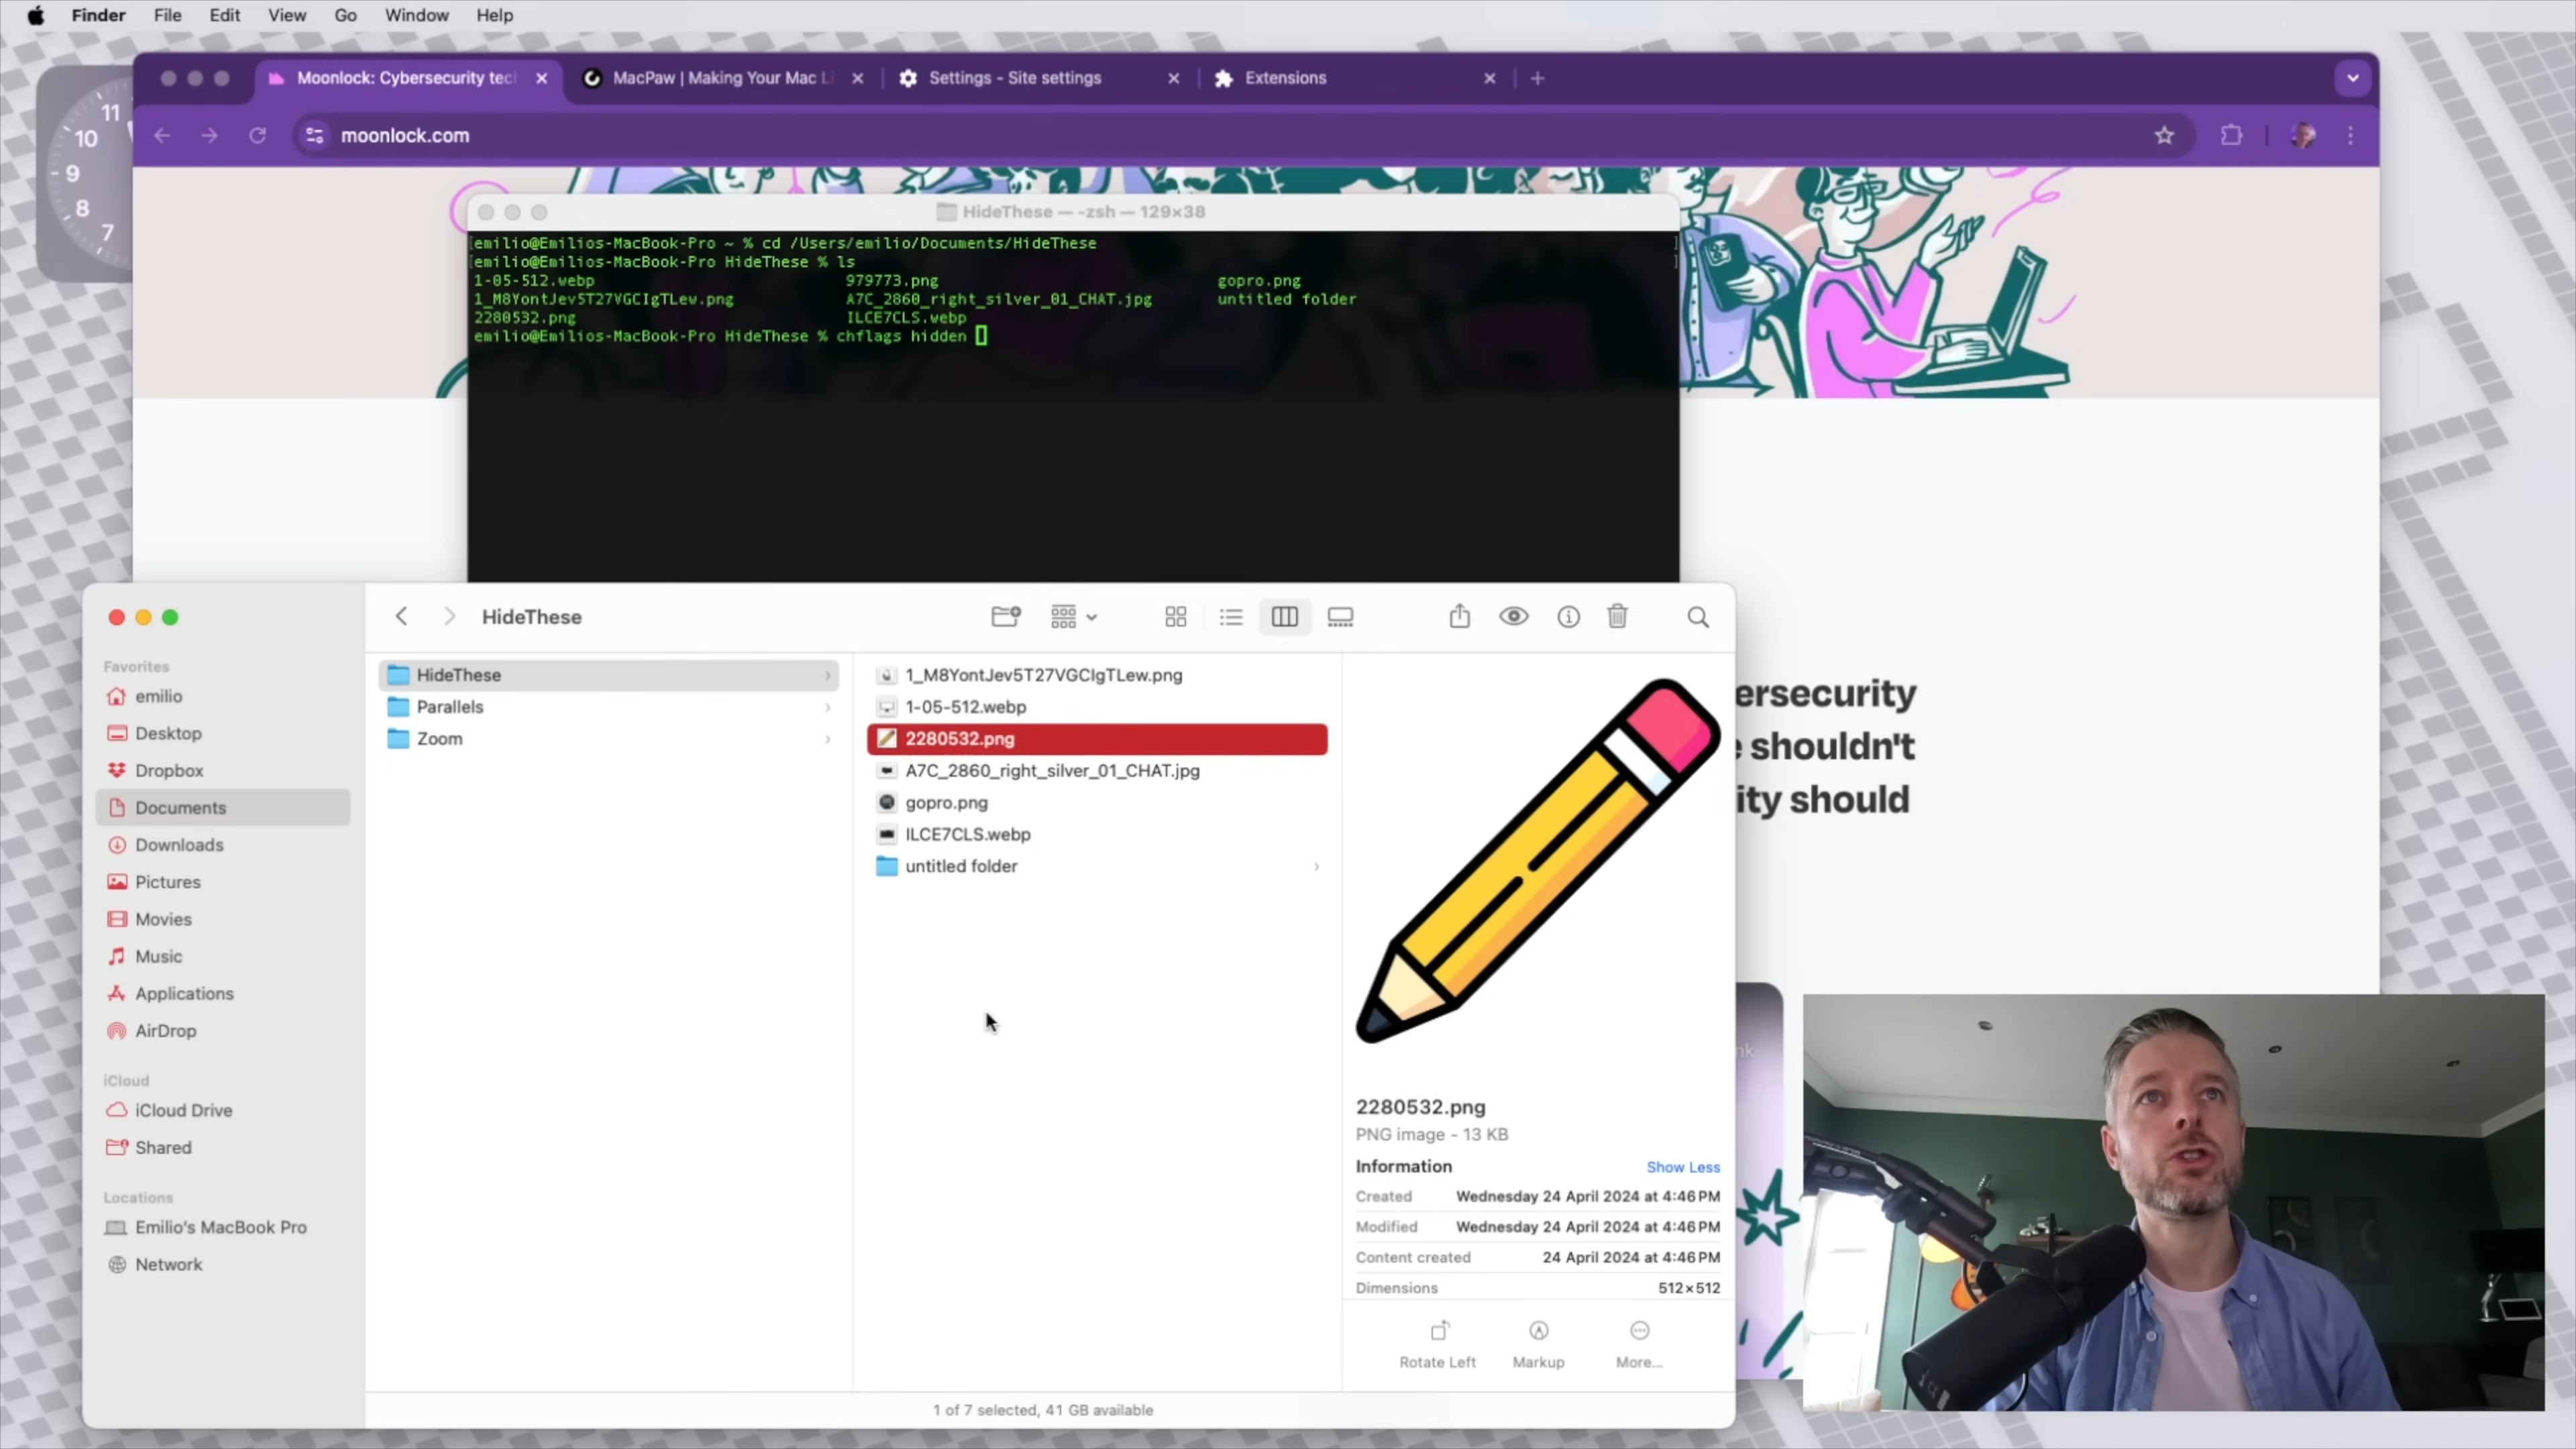 Finder File Edit View Go Window Help
Moonlock: Cybersecurity tec
MacPaw | Making Your Mac Li
Settings - Site settings
Extensions
moonlock.com
11
10
9
8
7
HideThese — -zsh — 129×38
[emilio@Emilios-MacBook-Pro ~ % cd /Users/emilio/Documents/HideThese ]
[emilio@Emilios-MacBook-Pro HideThese % ls ]
1-05-512.webp 979773.png gopro.png
1_M8YontJev5T27VGCIgTLew.png A7C_2860_right_silver_01_CHAT.jpg untitled folder
2280532.png ILCE7CLS.webp
emilio@Emilios-MacBook-Pro HideThese % chflags hidden
HideThese
Favorites
emilio
Desktop
Dropbox
Documents
Downloads
Pictures
Movies
Music
Applications
AirDrop
iCloud
iCloud Drive
Shared
Locations
Emilio's MacBook Pro
Network
HideThese
Parallels
Zoom
1_M8YontJev5T27VGCIgTLew.png
1-05-512.webp
2280532.png
A7C_2860_right_silver_01_CHAT.jpg
gopro.png
ILCE7CLS.webp
untitled folder
2280532.png
PNG image - 13 KB
Information Show Less
Created Wednesday 24 April 2024 at 4:46 PM
Modified Wednesday 24 April 2024 at 4:46 PM
Content created 24 April 2024 at 4:46 PM
Dimensions 512×512
Rotate Left Markup More...
1 of 7 selected, 41 GB available
ersecurity
e shouldn't
ity should
nk